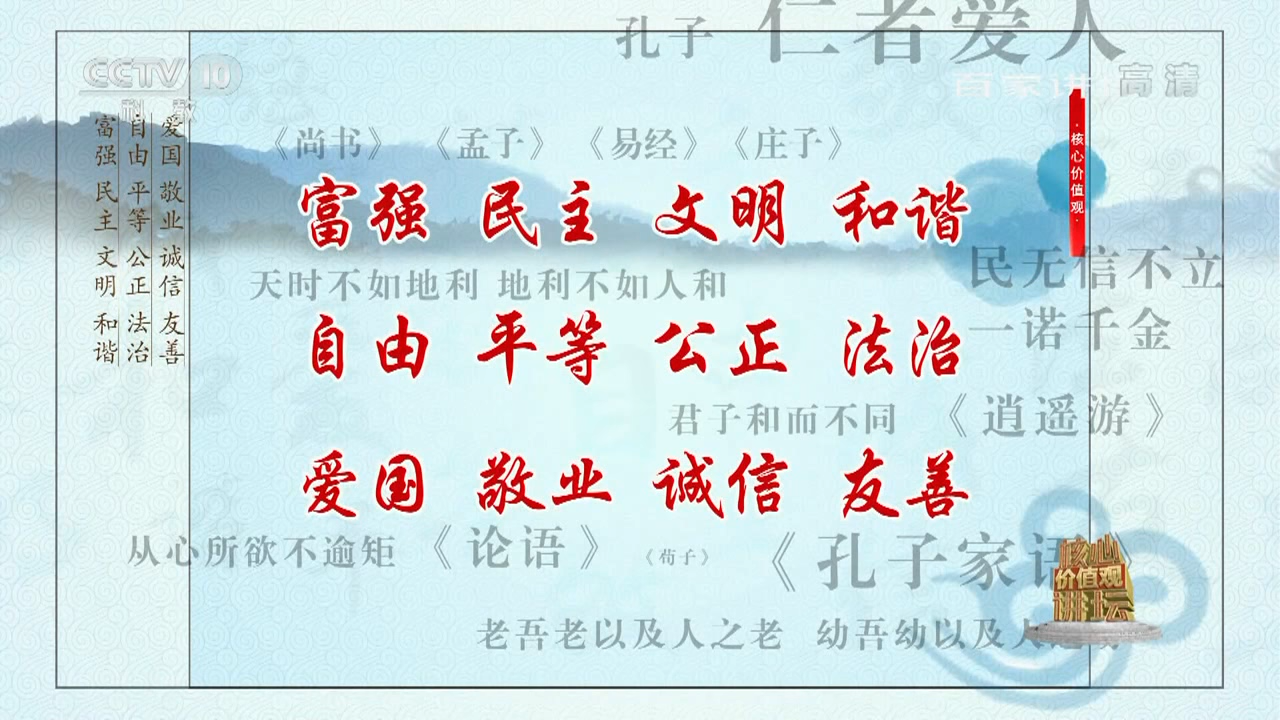 孔子 仁者爱人
CCTV 10
科教
百家讲 高清
爱国 敬业 诚信 友善
自由 平等 公正 法治
富强 民主 文明 和谐
·核心价值观·
《尚书》 《孟子》 《易经》 《庄子》
富强 民主 文明 和谐
民无信不立
天时不如地利 地利不如人和
一诺千金
自由 平等 公正 法治
君子和而不同 《逍遥游》
爱国 敬业 诚信 友善
从心所欲不逾矩 《论语》 《荀子》 《孔子家语
核心
价值观
讲坛
老吾老以及人之老 幼吾幼以及人之幼